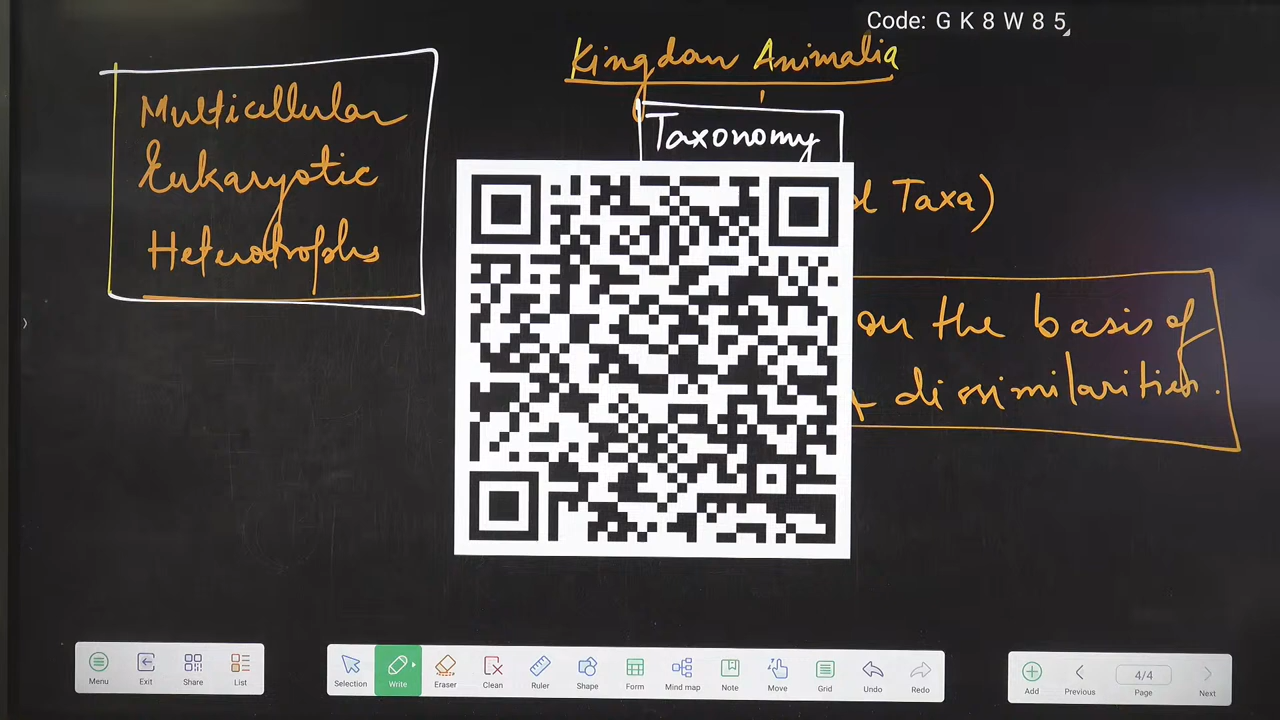 Code: G K 8 W 8 5
Kingdom Animalia
Multicellular
Eukaryotic
Heterotrophs
Taxonomy
Taxa)
on the basis of
dissimilarities.
Menu
Exit
Share
List
Selection
Write
Eraser
Clean
Ruler
Shape
Form
Mind map
Note
Move
Grid
Undo
Redo
Add
Previous
4/4
Page
Next